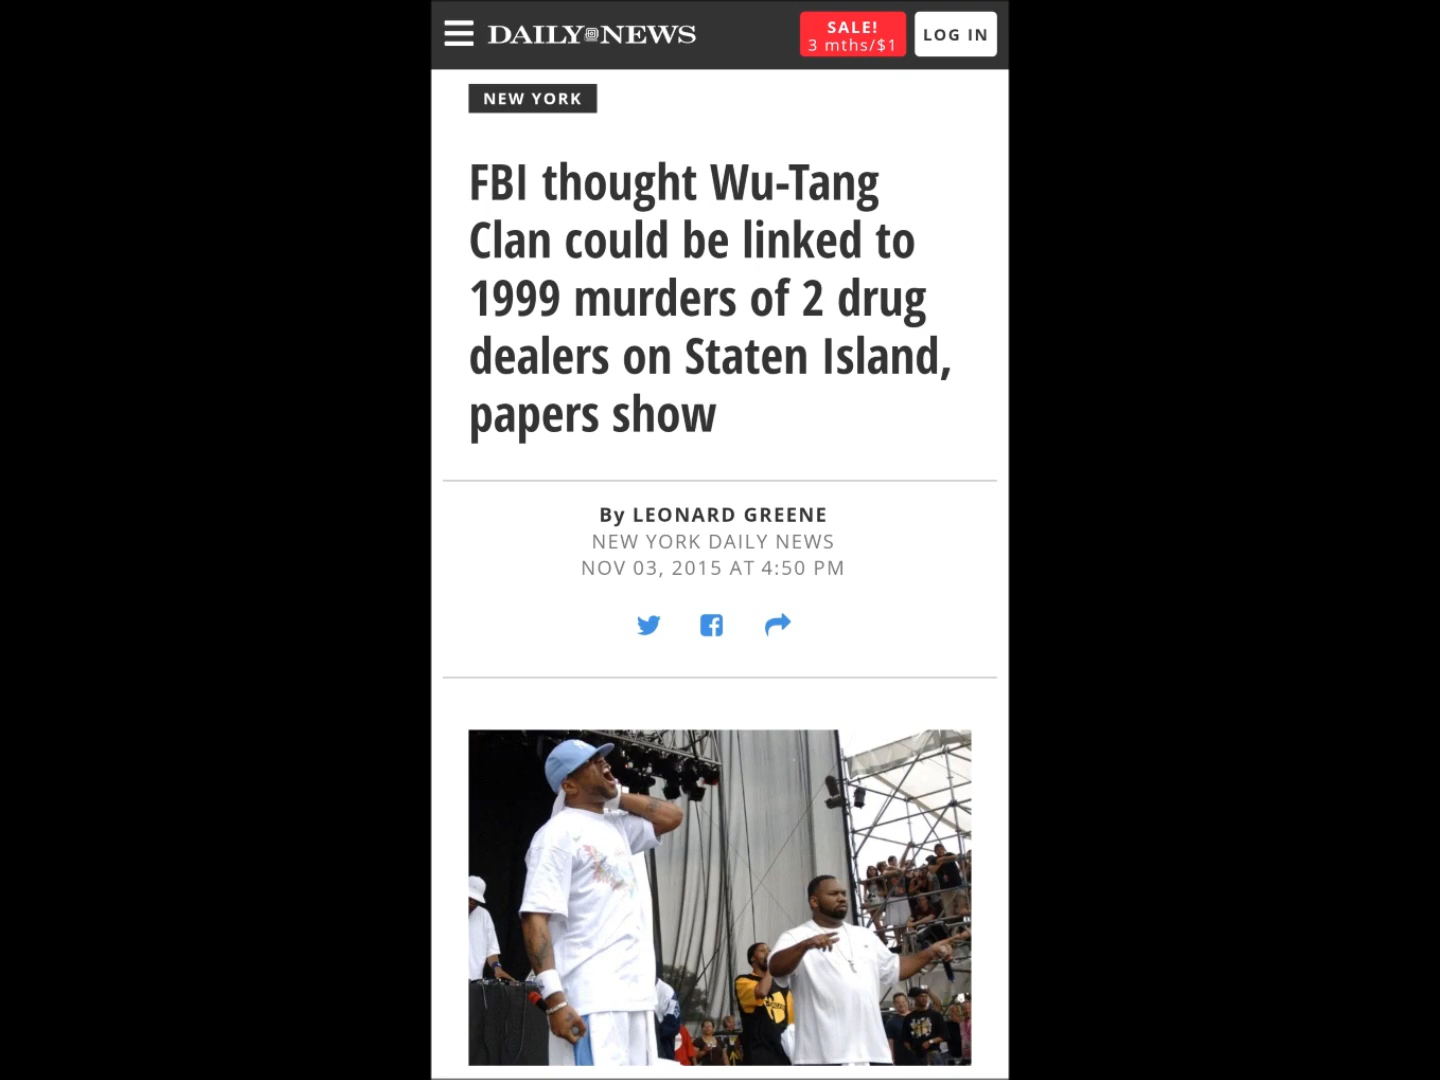 DAILY NEWS
SALE!
3 mths/$1
LOG IN
NEW YORK
FBI thought Wu-Tang
Clan could be linked to
1999 murders of 2 drug
dealers on Staten Island,
papers show
By LEONARD GREENE
NEW YORK DAILY NEWS
NOV 03, 2015 AT 4:50 PM